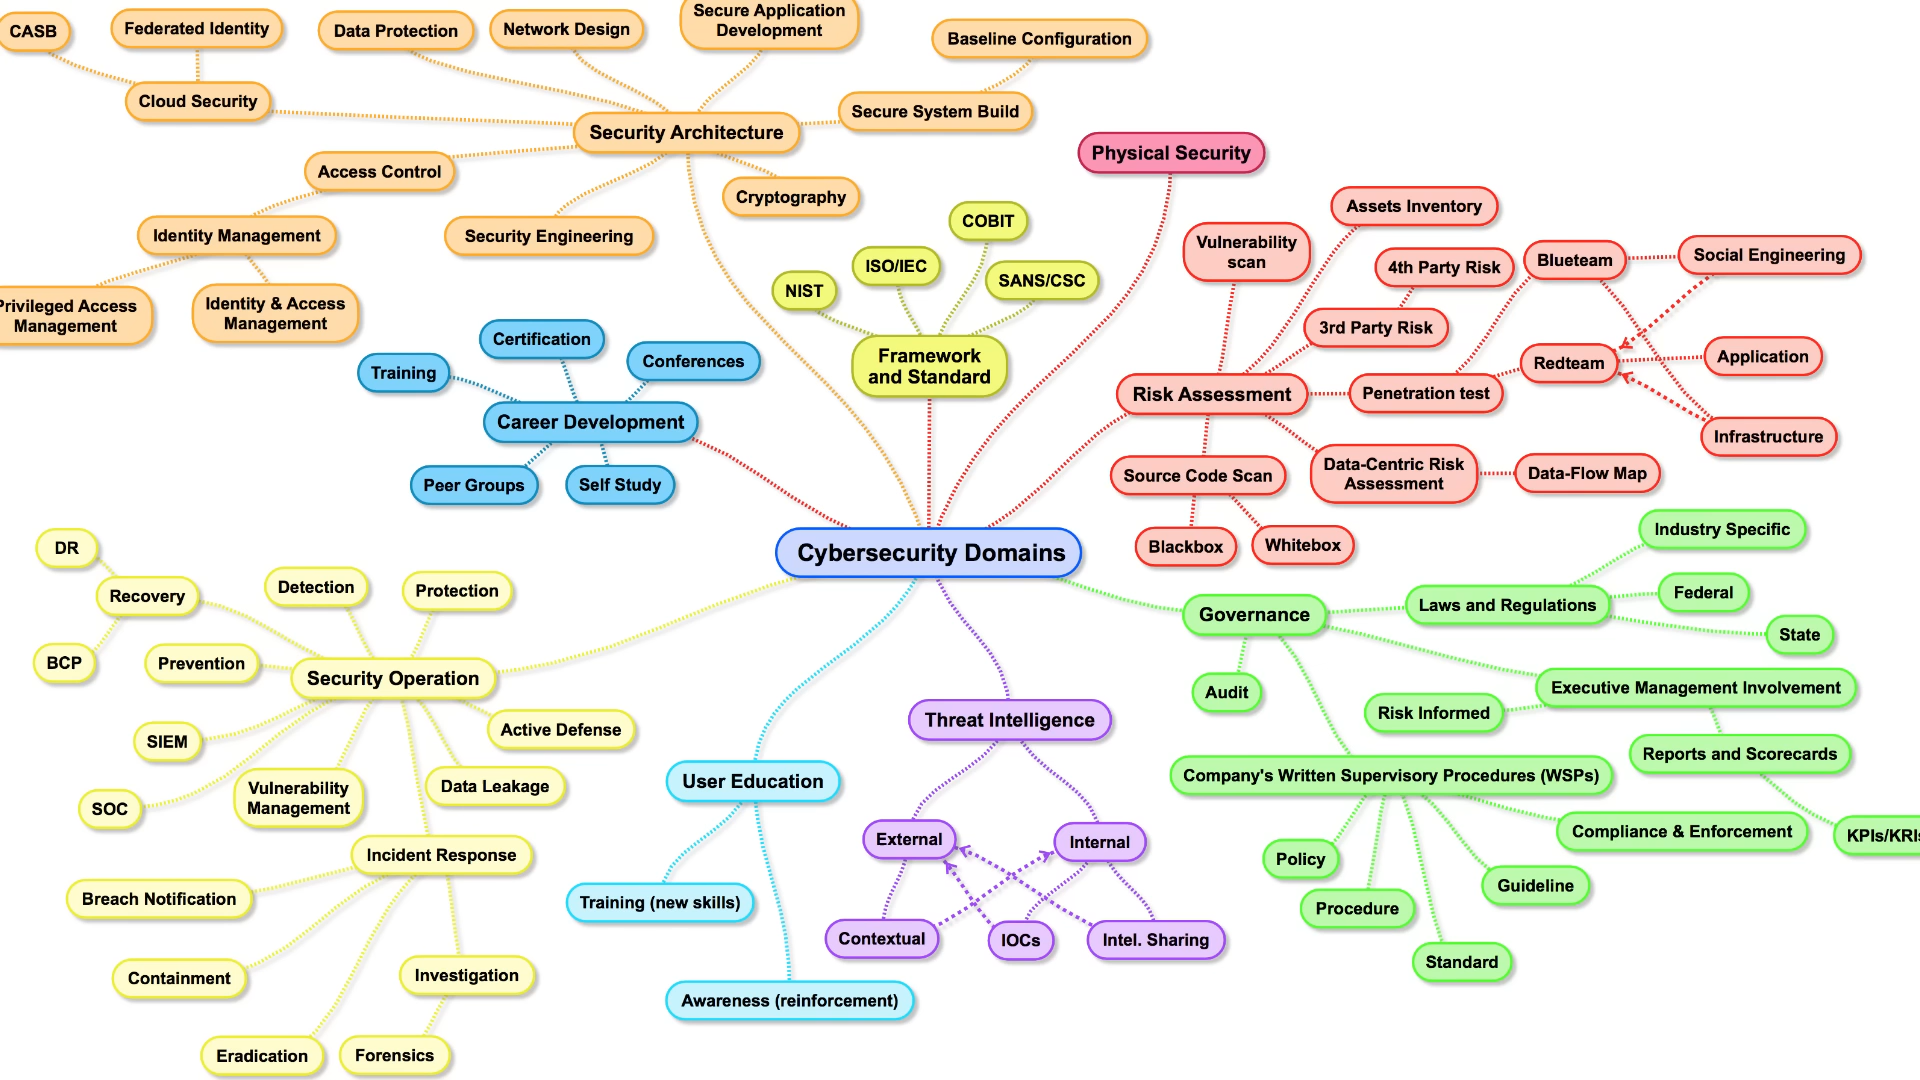 CASB
Federated Identity
Data Protection
Network Design
Secure Application
Development
Baseline Configuration
Cloud Security
Secure System Build
Security Architecture
Physical Security
Access Control
Cryptography
Identity Management
Security Engineering
Privileged Access
Management
Identity & Access
Management
COBIT
ISO/IEC
SANS/CSC
NIST
Framework
and Standard
Assets Inventory
Vulnerability
scan
4th Party Risk
Blueteam
Social Engineering
3rd Party Risk
Redteam
Application
Risk Assessment
Penetration test
Infrastructure
Source Code Scan
Data-Centric Risk
Assessment
Data-Flow Map
Blackbox
Whitebox
Certification
Training
Conferences
Career Development
Peer Groups
Self Study
Cybersecurity Domains
Industry Specific
Federal
Laws and Regulations
Governance
State
Audit
Executive Management Involvement
Risk Informed
Reports and Scorecards
Company's Written Supervisory Procedures (WSPs)
Compliance & Enforcement
KPIs/KRIs
Policy
Guideline
Procedure
Standard
DR
Recovery
Detection
Protection
BCP
Prevention
Security Operation
SIEM
Active Defense
SOC
Vulnerability
Management
Data Leakage
Incident Response
Breach Notification
Containment
Investigation
Eradication
Forensics
User Education
Training (new skills)
Awareness (reinforcement)
Threat Intelligence
External
Internal
Contextual
IOCs
Intel. Sharing